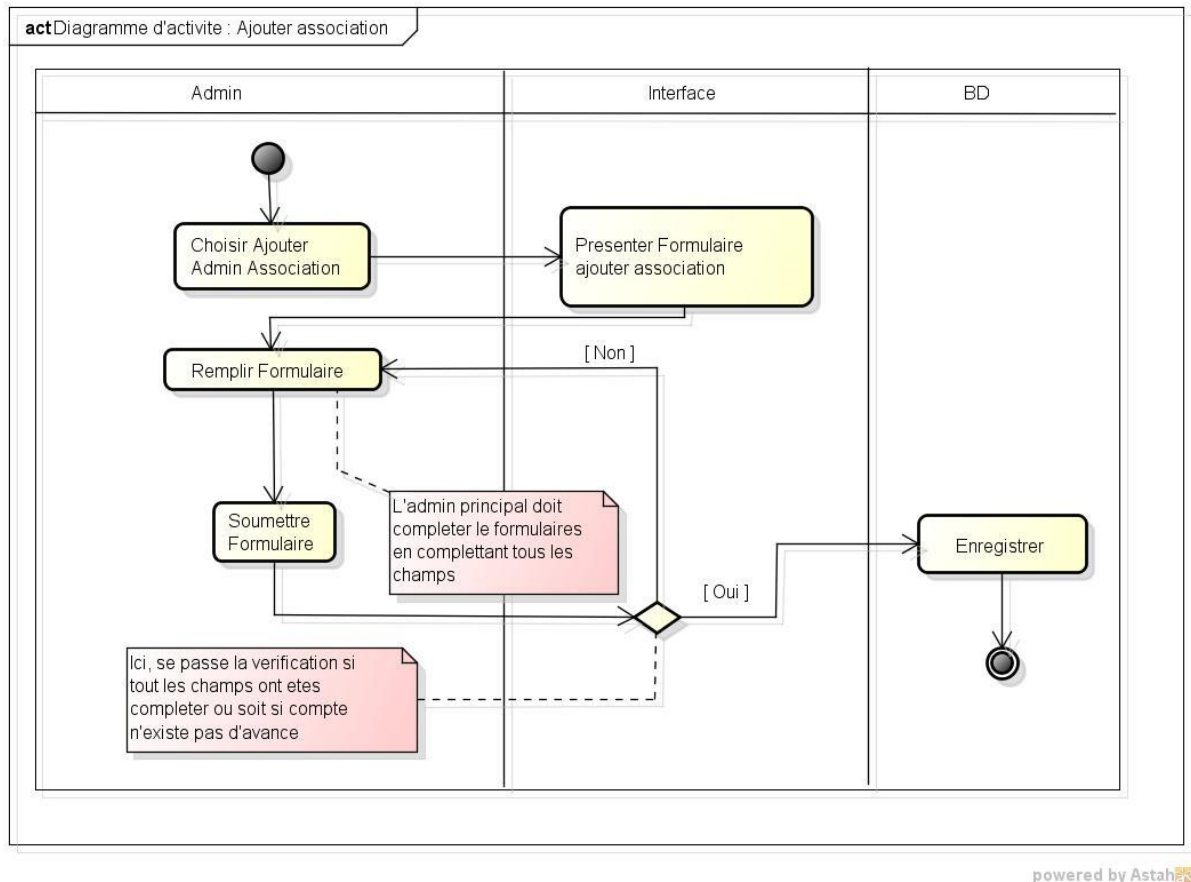 act Diagramme d'activite : Ajouter association
Admin
Interface
BD
Choisir Ajouter
Admin Association
Presenter Formulaire
ajouter association
[ Non ]
Remplir Formulaire
L'admin principal doit
completer le formulaires
en complettant tous les
champs
Soumettre
Formulaire
Enregistrer
[ Oui ]
Ici, se passe la verification si
tout les champs ont etes
completer ou soit si compte
n'existe pas d'avance
powered by Astah